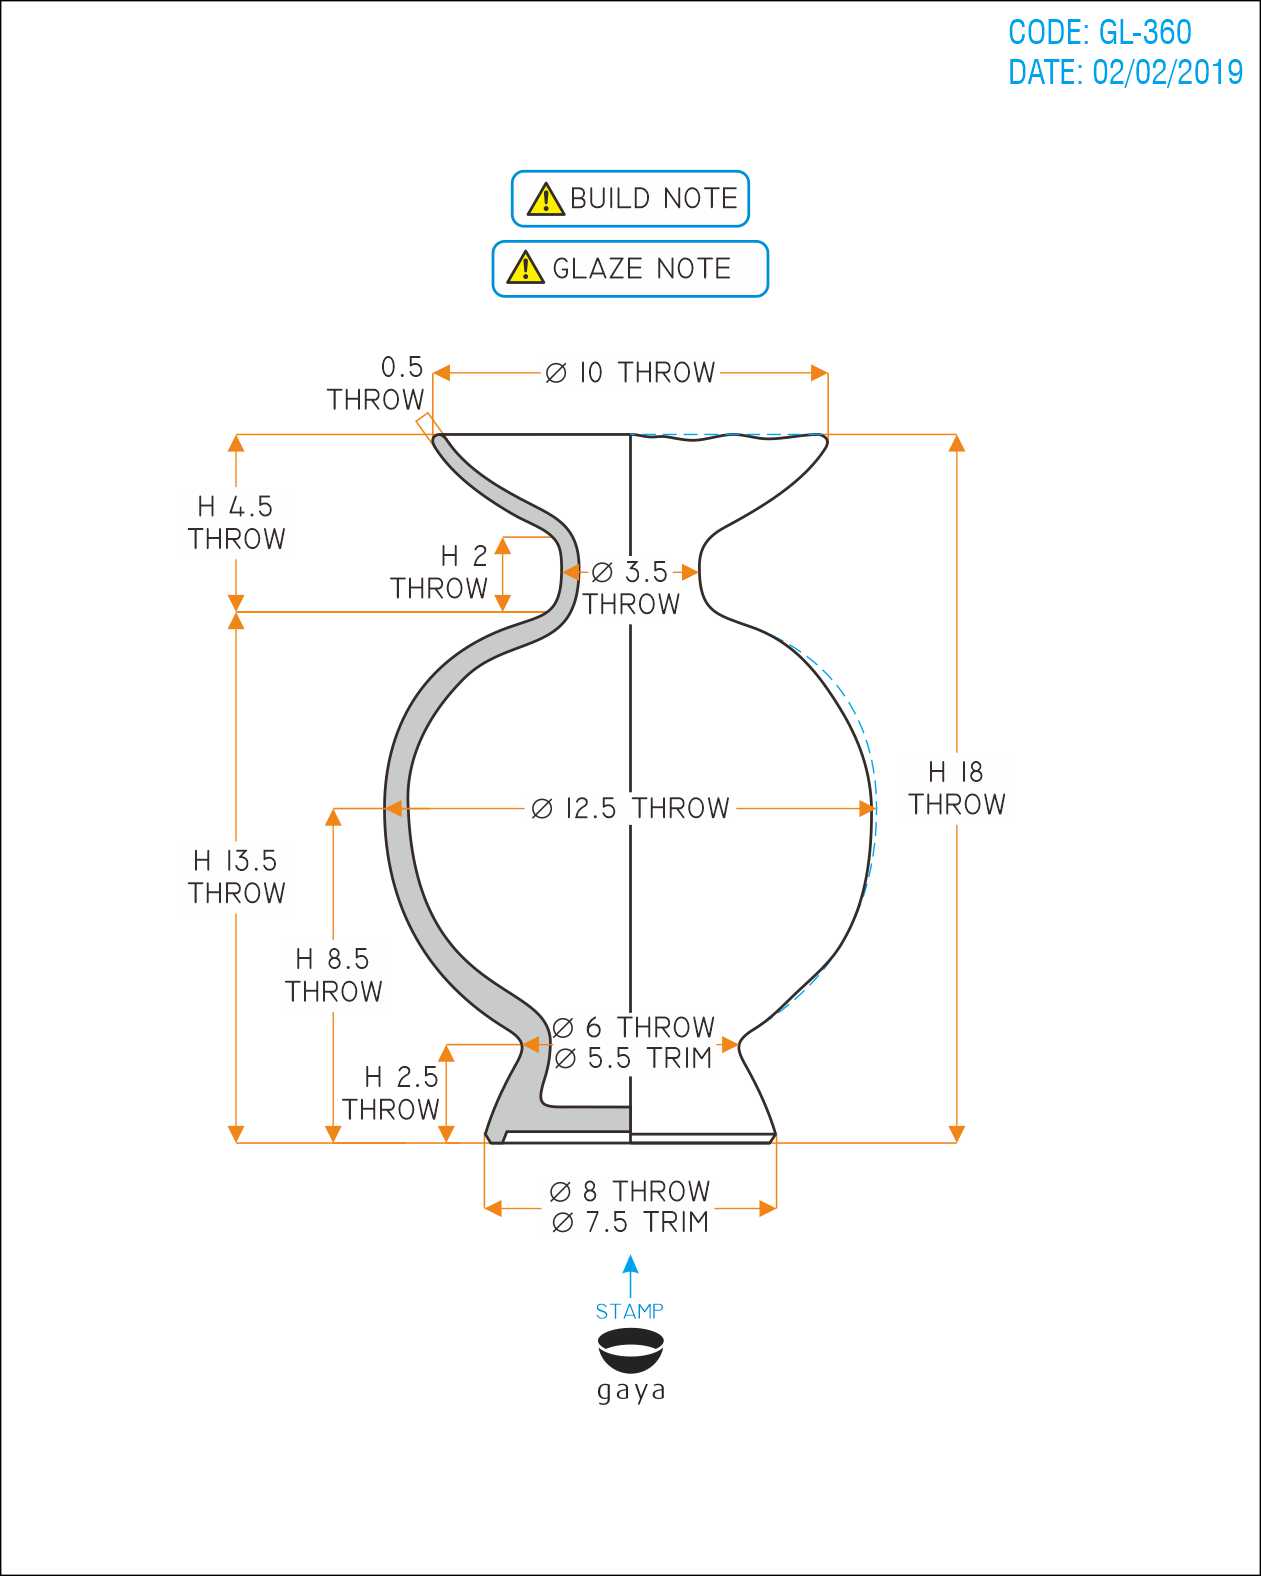 CODE: GL-360
DATE: 02/02/2019
BUILD NOTE
GLAZE NOTE
0.5
THROW
Ø 10 THROW
H 4.5
THROW
H 2
THROW
Ø 3.5
THROW
H 18
THROW
Ø 12.5 THROW
H 13.5
THROW
H 8.5
THROW
Ø 6 THROW
Ø 5.5 TRIM
H 2.5
THROW
Ø 8 THROW
Ø 7.5 TRIM
STAMP
gaya